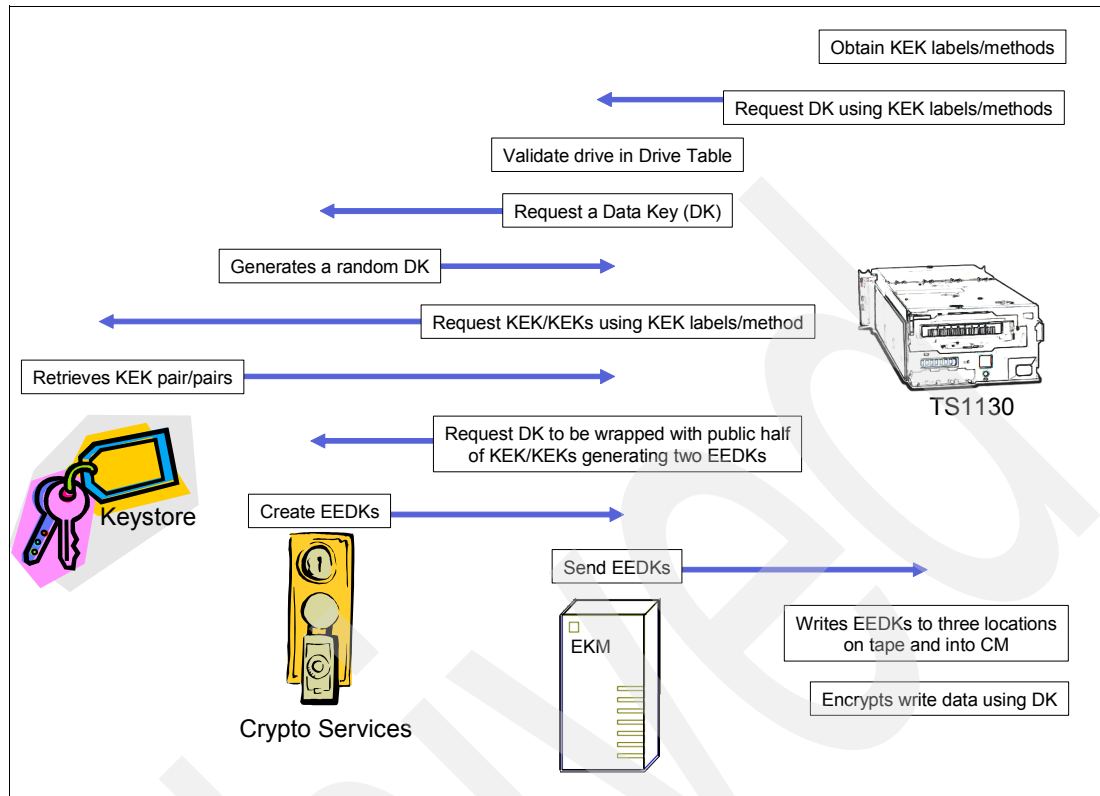 Obtain KEK labels/methods
Request DK using KEK labels/methods
Validate drive in Drive Table
Request a Data Key (DK)
Generates a random DK
Request KEK/KEKs using KEK labels/method
Retrieves KEK pair/pairs
TS1130
Request DK to be wrapped with public half
of KEK/KEKs generating two EEDKs
Keystore
Create EEDKs
Send EEDKs
Writes EEDKs to three locations
on tape and into CM
EKM
Encrypts write data using DK
Crypto Services